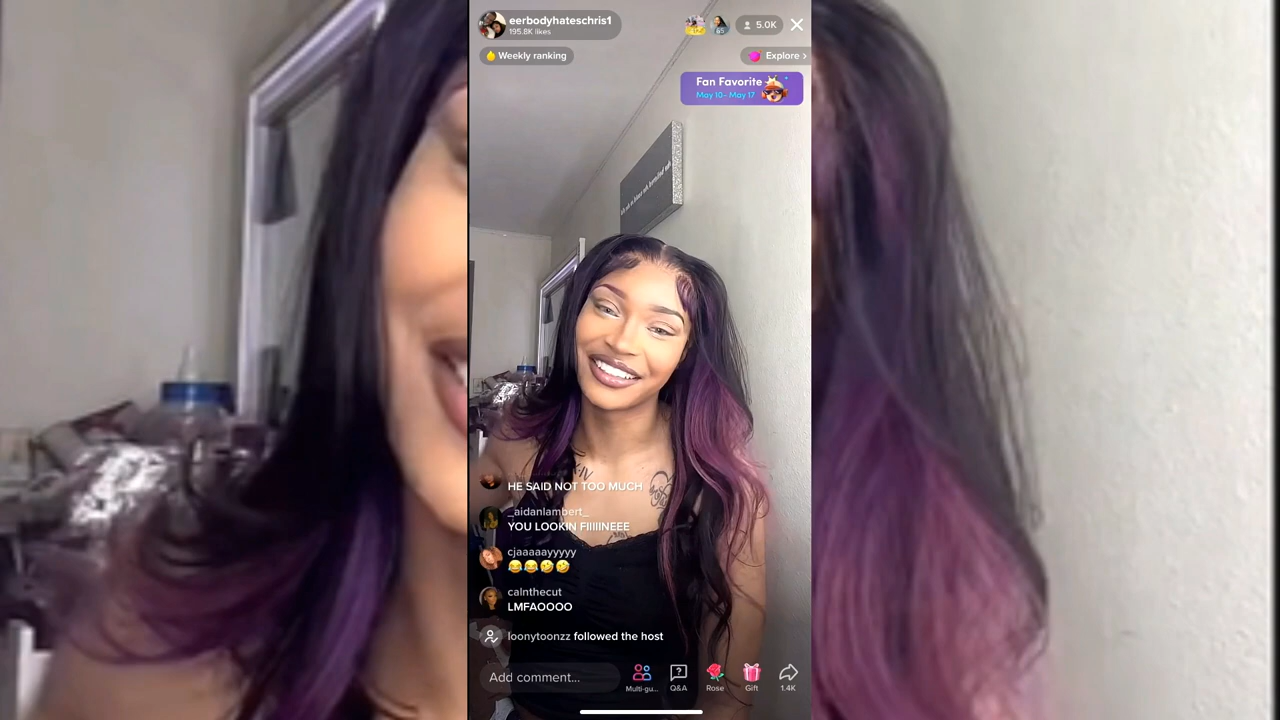 eerbodyhateschris1
195.8K likes
5.0K
Weekly ranking
Explore >
Fan Favorite
May 10- May 17
HE SAID NOT TOO MUCH
_aidanlambert_
YOU LOOKIN FIIIIINEEE
cjaaaaayyyyy
😂😂🤣🤣
calnthecut
LMFAOOOO
loonytoonzz followed the host
Add comment...
Multi-gu...
Q&A
Rose
Gift
1.4K